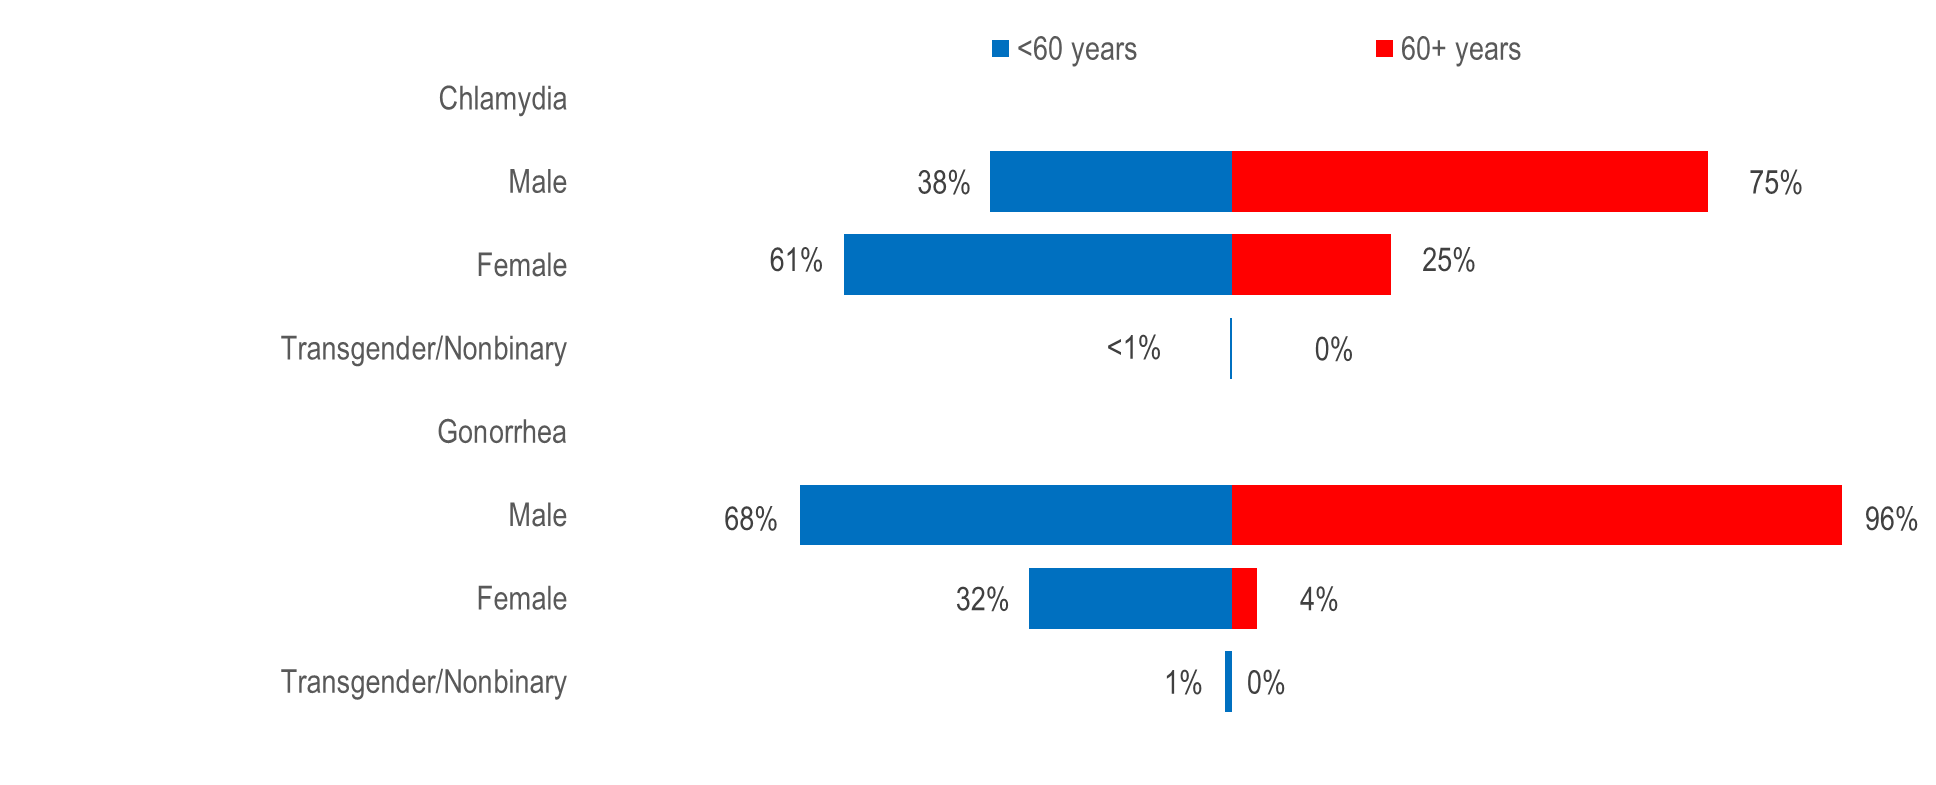 <60 years 60+ years
Chlamydia
Male 38% 75%
Female 61% 25%
Transgender/Nonbinary <1% 0%
Gonorrhea
Male 68% 96%
Female 32% 4%
Transgender/Nonbinary 1% 0%